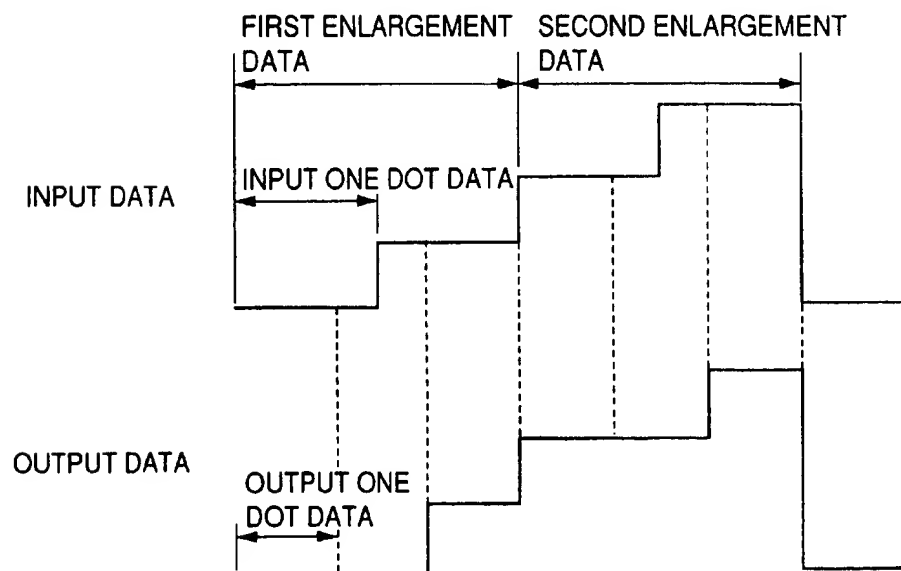 FIRST ENLARGEMENT
DATA
SECOND ENLARGEMENT
DATA
INPUT DATA
INPUT ONE DOT DATA
OUTPUT DATA
OUTPUT ONE
DOT DATA